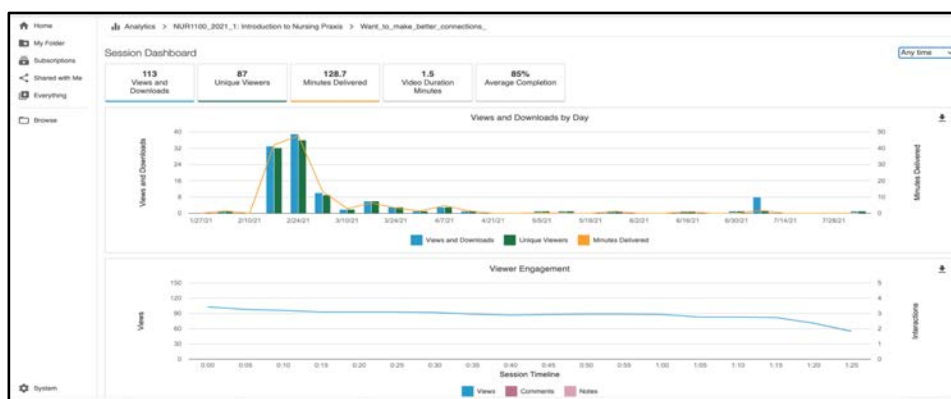 Home
My Folder
Subscriptions
Shared with Me
Everything
Browse
System
Analytics > NUR1100_2021_1: Introduction to Nursing Praxis > Want_to_make_better_connections_
Session Dashboard
Any time
113
Views and
Downloads
87
Unique Viewers
128.7
Minutes Delivered
1.5
Video Duration
Minutes
85%
Average Completion
Views and Downloads by Day
Views and Downloads
40
32
24
16
8
0
50
40
30
20
10
0
Minutes Delivered
1/27/21 2/10/21 2/24/21 3/10/21 3/24/21 4/7/21 4/21/21 5/5/21 5/19/21 6/2/21 6/16/21 6/30/21 7/14/21 7/28/21
Views and Downloads Unique Viewers Minutes Delivered
Viewer Engagement
Views
150
120
90
60
30
0
5
4
3
2
1
0
Interactions
0:00 0:05 0:10 0:15 0:20 0:25 0:30 0:35 0:40 0:45 0:50 0:55 1:00 1:05 1:10 1:15 1:20 1:25
Session Timeline
Views Comments Notes